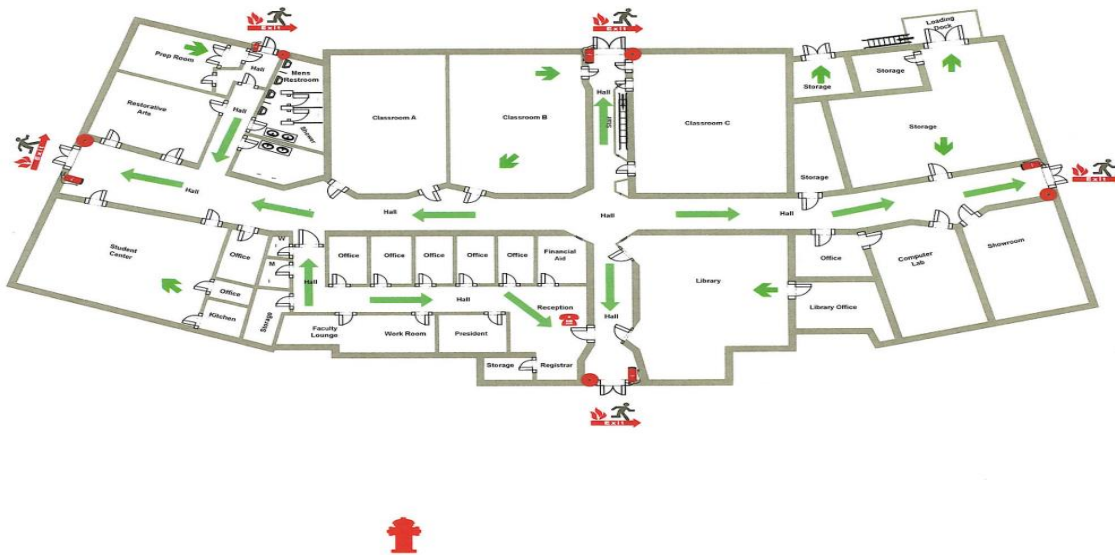 Exit
Exit
Loading
Dock
Prep Room
Hall
Mens
Restroom
Storage
Storage
Restorative
Arts
Hall
Shower
Classroom A
Classroom B
Hall
Stair
Classroom C
Storage
Storage
Exit
Exit
Hall
Hall
Hall
Hall
Student
Center
Office
W
M
Office
Kitchen
Storage
Hall
Office
Office
Office
Office
Office
Financial
Aid
Hall
Reception
Hall
Library
Office
Computer
Lab
Showroom
Library Office
Faculty
Lounge
Work Room
President
Storage
Registrar
Exit